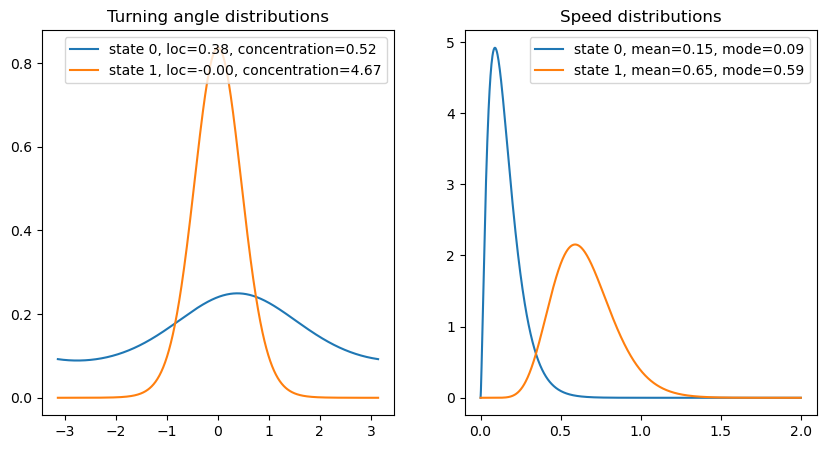 Turning angle distributions
state 0, loc=0.38, concentration=0.52
state 1, loc=-0.00, concentration=4.67
0.8
0.6
0.4
0.2
0.0
−3 −2 −1 0 1 2 3
Speed distributions
state 0, mean=0.15, mode=0.09
state 1, mean=0.65, mode=0.59
5
4
3
2
1
0
0.0 0.5 1.0 1.5 2.0